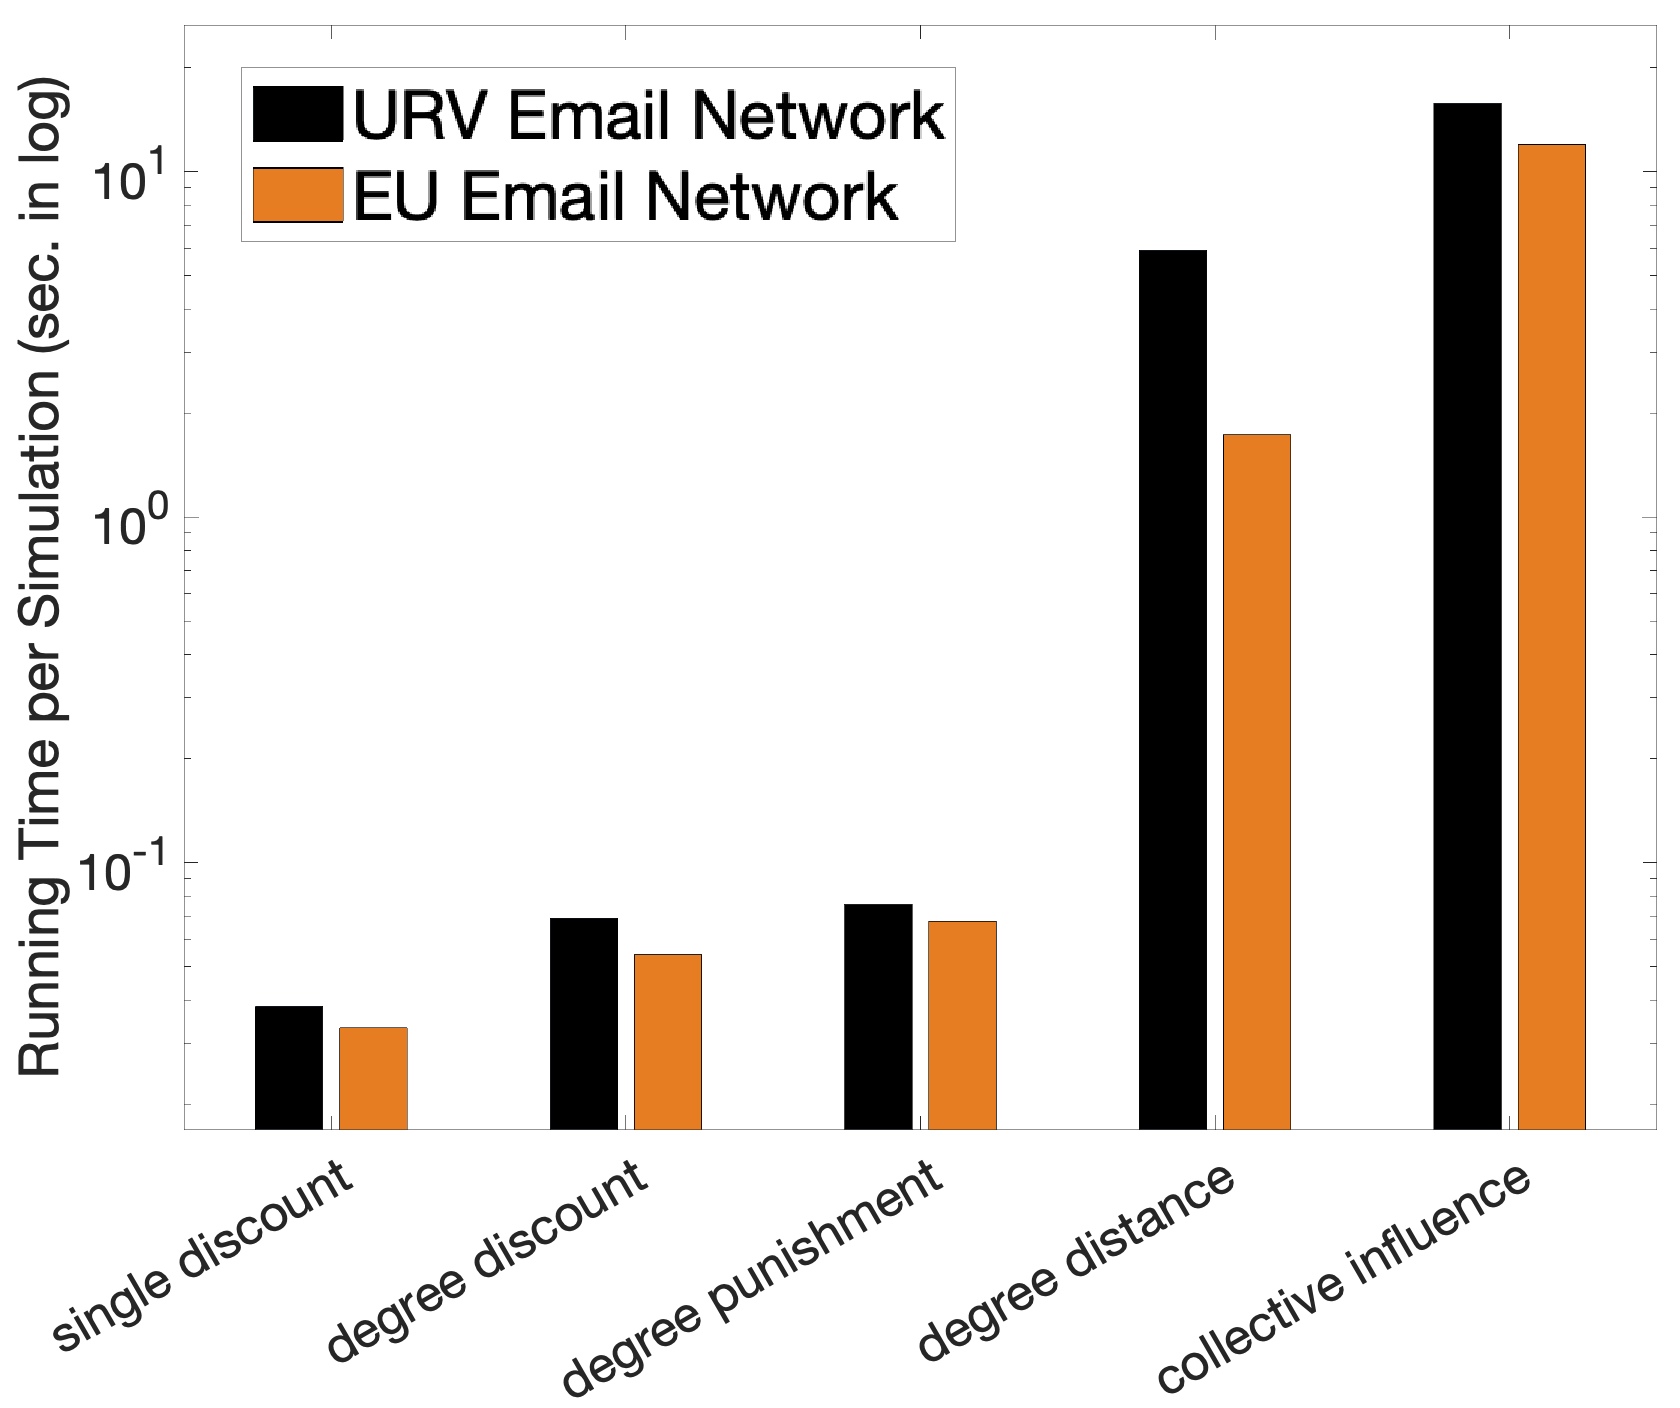 Running Time per Simulation (sec. in log)
URV Email Network
EU Email Network
10^1
10^0
10^-1
single discount
degree discount
degree punishment
degree distance
collective influence